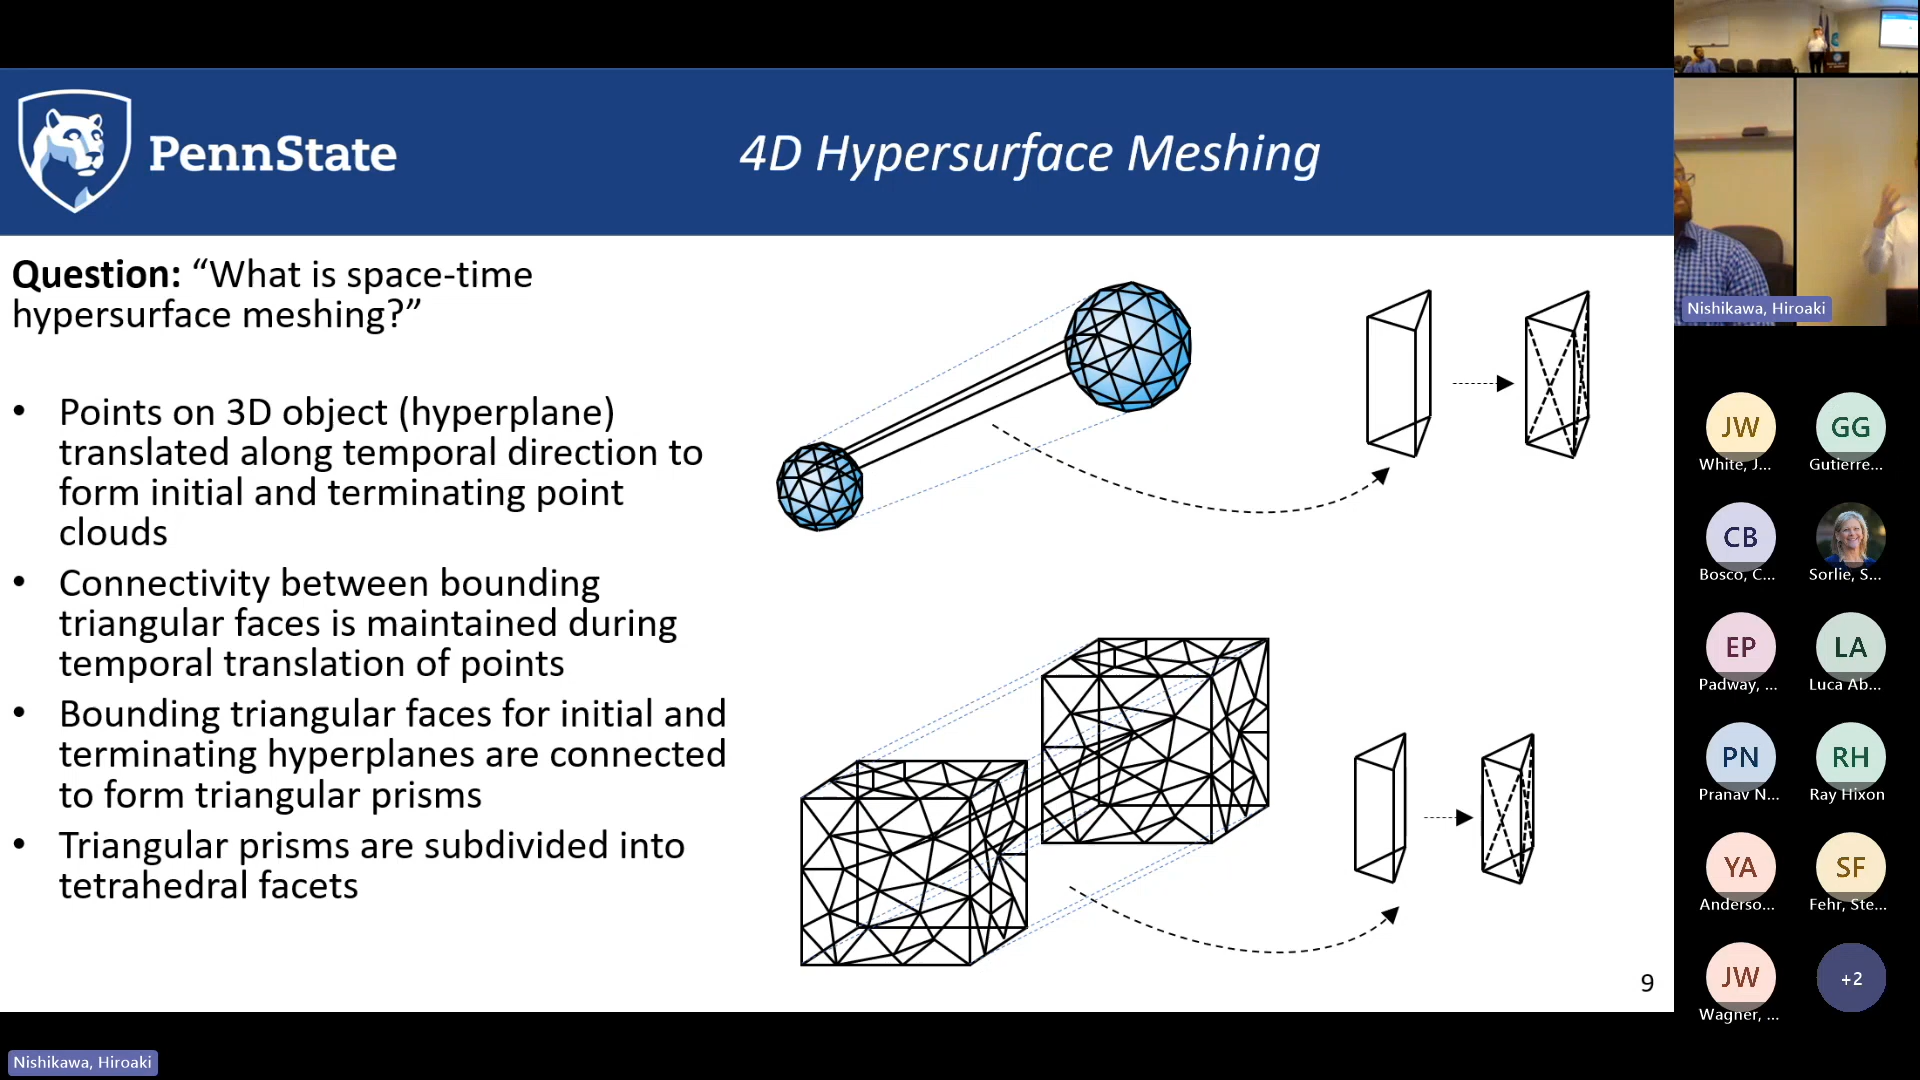 PennState
4D Hypersurface Meshing
Question: “What is space-time
hypersurface meshing?”
• Points on 3D object (hyperplane)
translated along temporal direction to
form initial and terminating point
clouds
• Connectivity between bounding
triangular faces is maintained during
temporal translation of points
• Bounding triangular faces for initial and
terminating hyperplanes are connected
to form triangular prisms
• Triangular prisms are subdivided into
tetrahedral facets
9
Nishikawa, Hiroaki
Nishikawa, Hiroaki
JW
White, J...
GG
Gutierre...
CB
Bosco, C...
Sorlie, S...
EP
Padway, ...
LA
Luca Ab...
PN
Pranav N...
RH
Ray Hixon
YA
Anderso...
SF
Fehr, Ste...
JW
Wagner, ...
+2